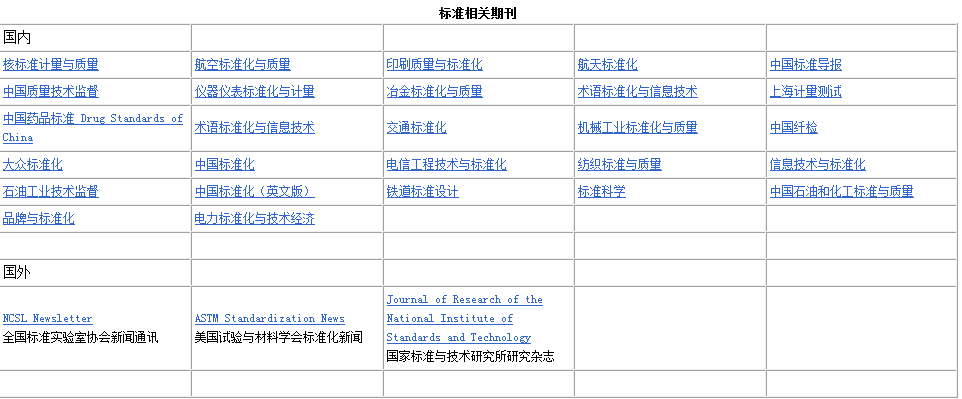 标准相关期刊
国内
核标准计量与质量 航空标准化与质量 印刷质量与标准化 航天标准化 中国标准导报
中国质量技术监督 仪器仪表标准化与计量 冶金标准化与质量 术语标准化与信息技术 上海计量测试
中国药品标准 Drug Standards of
China
术语标准化与信息技术 交通标准化 机械工业标准化与质量 中国纤检
大众标准化 中国标准化 电信工程技术与标准化 纺织标准与质量 信息技术与标准化
石油工业技术监督 中国标准化（英文版） 铁道标准设计 标准科学 中国石油和化工标准与质量
品牌与标准化 电力标准化与技术经济
国外
NCSL Newsletter
全国标准实验室协会新闻通讯
ASTM Standardization News
美国试验与材料学会标准化新闻
Journal of Research of the
National Institute of
Standards and Technology
国家标准与技术研究所研究杂志